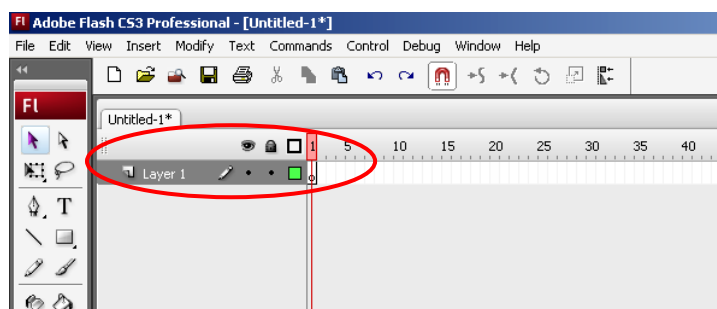 Fl Adobe Flash CS3 Professional - [Untitled-1*]
File Edit View Insert Modify Text Commands Control Debug Window Help
Fl
Untitled-1*
1 5 10 15 20 25 30 35 40
Layer 1
T